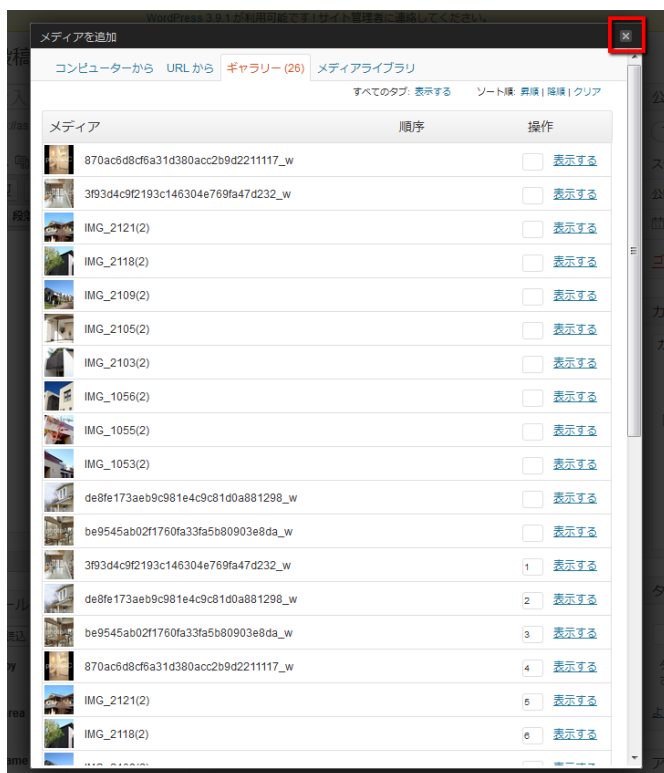 WordPress 3.9.1 が利用可能です ! サイト管理者に連絡してください。
メディアを追加
コンピューターから URL から ギャラリー (26) メディアライブラリ
すべてのタブ: 表示する ソート順: 昇順 | 降順 | クリア
メディア 順序 操作
870ac6d8cf6a31d380acc2b9d2211117_w 表示する
3f93d4c9f2193c146304e769fa47d232_w 表示する
IMG_2121(2) 表示する
IMG_2118(2) 表示する
IMG_2109(2) 表示する
IMG_2105(2) 表示する
IMG_2103(2) 表示する
IMG_1056(2) 表示する
IMG_1055(2) 表示する
IMG_1053(2) 表示する
de8fe173aeb9c981e4c9c81d0a881298_w 表示する
be9545ab02f1760fa33fa5b80903e8da_w 表示する
3f93d4c9f2193c146304e769fa47d232_w 1 表示する
de8fe173aeb9c981e4c9c81d0a881298_w 2 表示する
be9545ab02f1760fa33fa5b80903e8da_w 3 表示する
870ac6d8cf6a31d380acc2b9d2211117_w 4 表示する
IMG_2121(2) 5 表示する
IMG_2118(2) 6 表示する